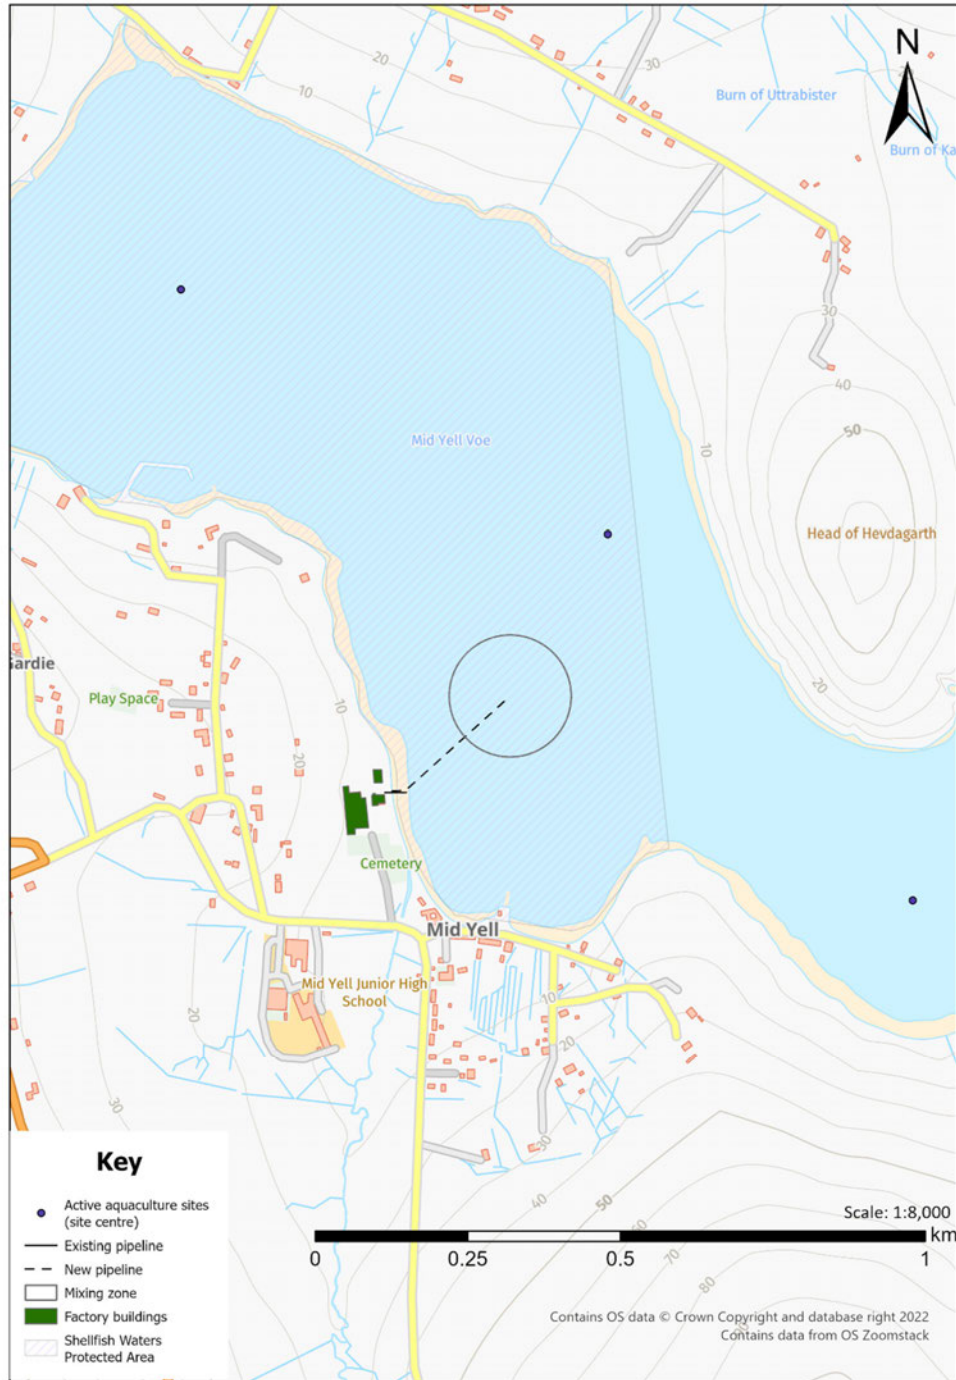 N
20
30
10
Burn of Uttrabister
Burn of Ka
30
40
50
10
Mid Yell Voe
Head of Hevdagarth
Gardie
Play Space
10
20
20
Cemetery
Mid Yell
Mid Yell Junior High
School
20
10
20
30
30
40
50
60
70
80
Key
Active aquaculture sites
(site centre)
Existing pipeline
New pipeline
Mixing zone
Factory buildings
Shellfish Waters
Protected Area
Scale: 1:8,000
km
0
0.25
0.5
1
Contains OS data © Crown Copyright and database right 2022
Contains data from OS Zoomstack